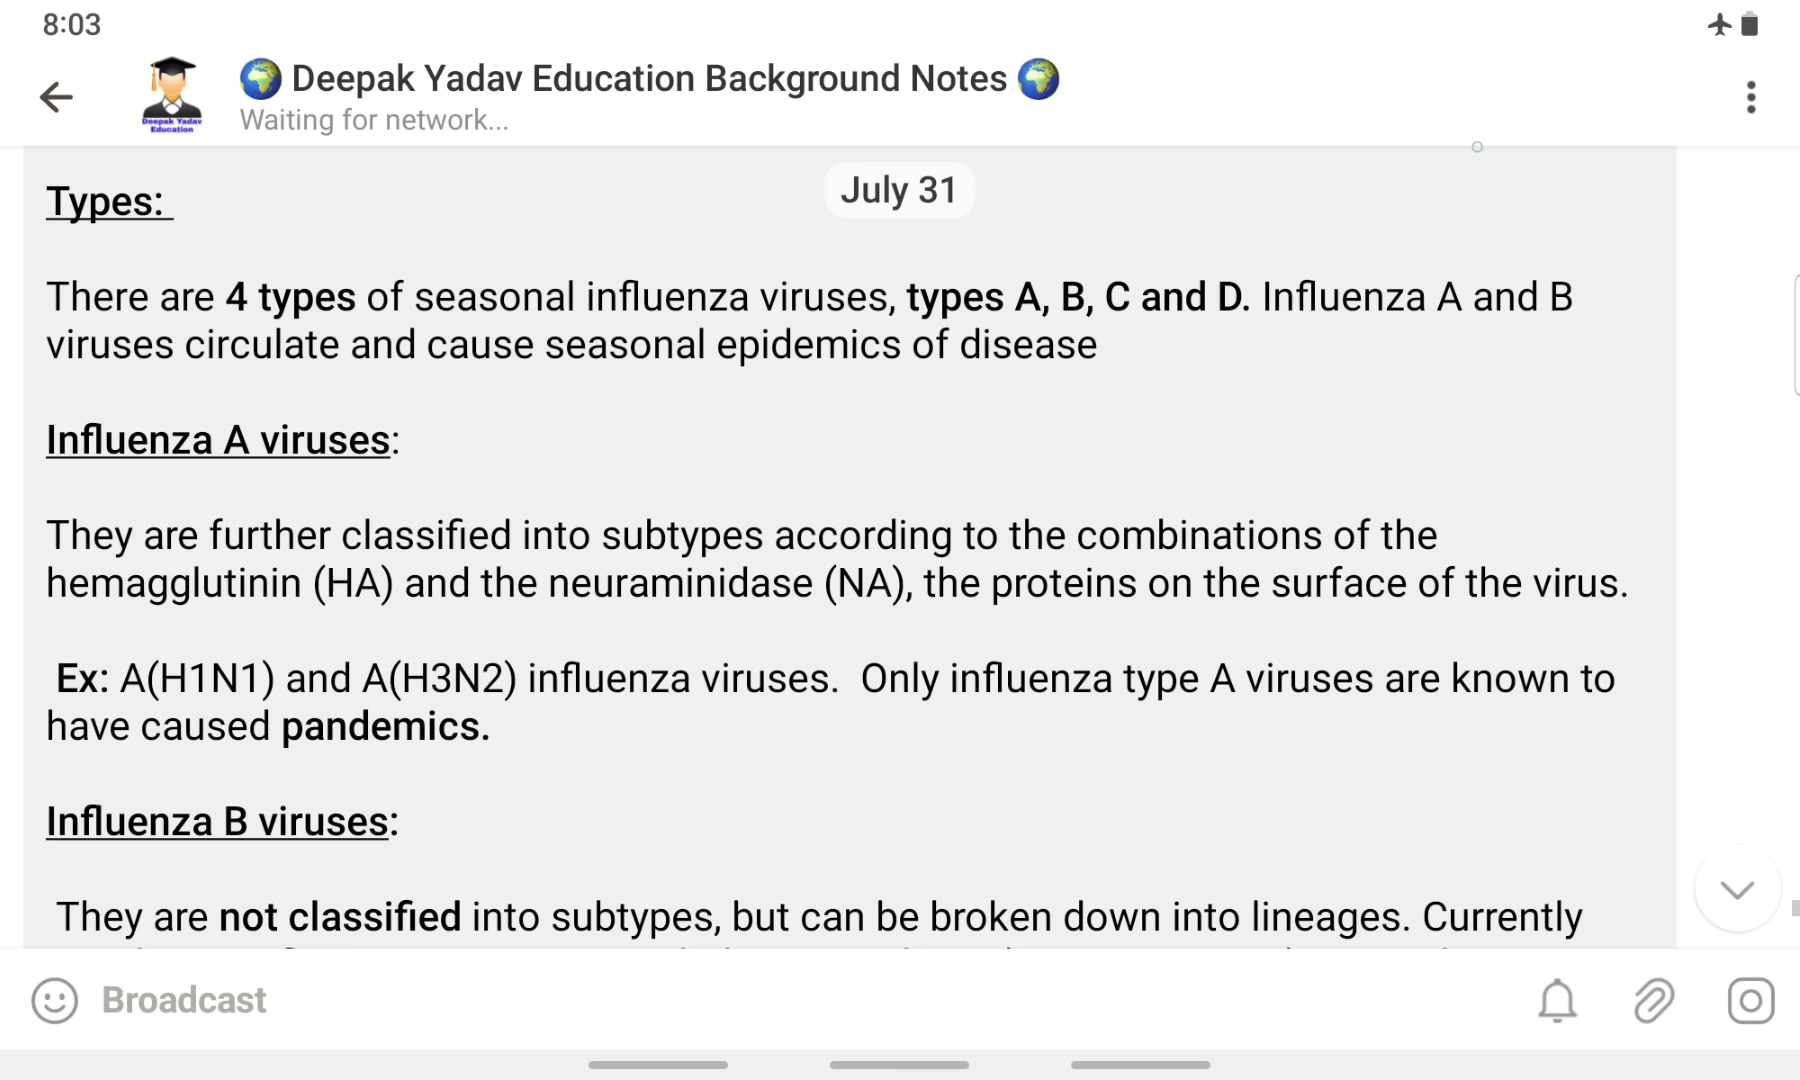 8:03
Deepak Yadav Education Background Notes
Deepak Yadav
Education
Waiting for network...
July 31
Types:
There are 4 types of seasonal influenza viruses, types A, B, C and D. Influenza A and B
viruses circulate and cause seasonal epidemics of disease
Influenza A viruses:
They are further classified into subtypes according to the combinations of the
hemagglutinin (HA) and the neuraminidase (NA), the proteins on the surface of the virus.
Ex: A(H1N1) and A(H3N2) influenza viruses.  Only influenza type A viruses are known to
have caused pandemics.
Influenza B viruses:
They are not classified into subtypes, but can be broken down into lineages. Currently
Broadcast